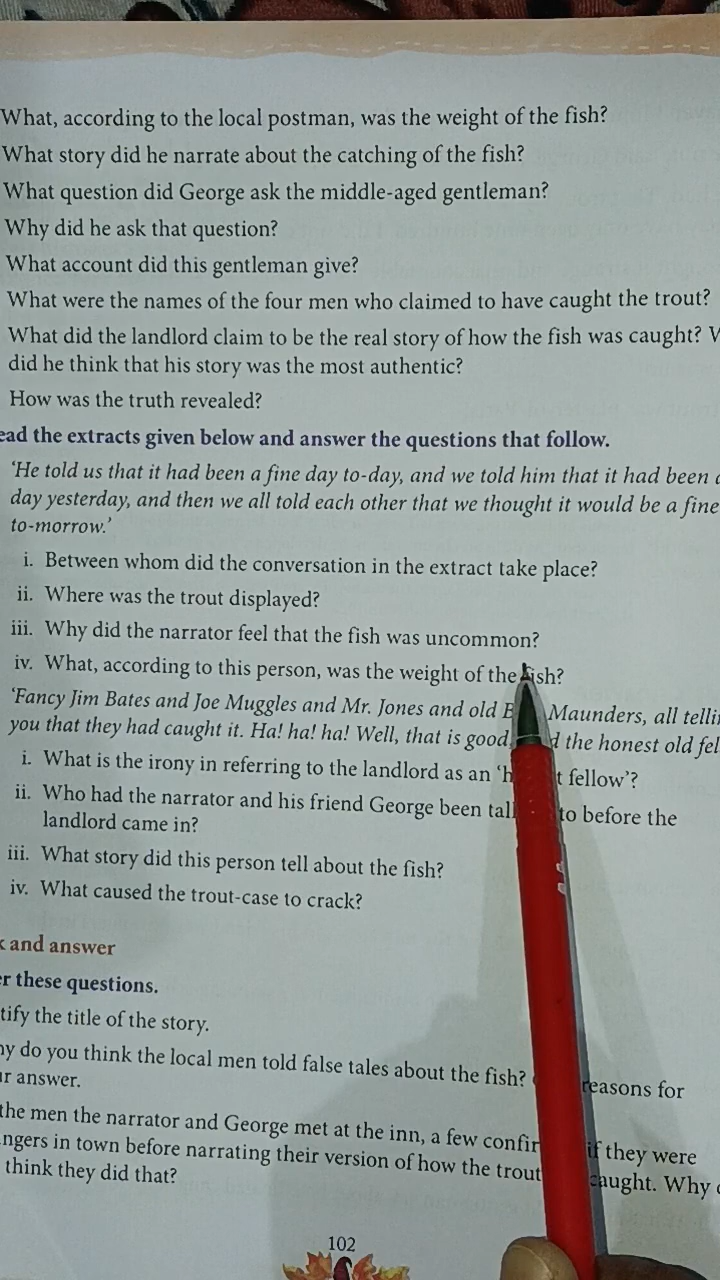 What, according to the local postman, was the weight of the fish?
What story did he narrate about the catching of the fish?
What question did George ask the middle-aged gentleman?
Why did he ask that question?
What account did this gentleman give?
What were the names of the four men who claimed to have caught the trout?
What did the landlord claim to be the real story of how the fish was caught?
did he think that his story was the most authentic?
How was the truth revealed?
the extracts given below and answer the questions that follow.
'He told us that it had been a fine day to-day, and we told him that it had been
day yesterday, and then we all told each other that we thought it would be a fine
to-morrow.'
i. Between whom did the conversation in the extract take place?
ii. Where was the trout displayed?
iii. Why did the narrator feel that the fish was uncommon?
iv. What, according to this person, was the weight of the fish?
'Fancy Jim Bates and Joe Muggles and Mr. Jones and old Maunders, all
you that they had caught it. Ha! ha! ha! Well, that is good, the honest old
i. What is the irony in referring to the landlord as an fellow'?
ii. Who had the narrator and his friend George been to before the
landlord came in?
iii. What story did this person tell about the fish?
iv. What caused the trout-case to crack?
and answer
these questions.
the title of the story.
do you think the local men told false tales about the fish? reasons for
answer.
the men the narrator and George met at the inn, a few if they were
in town before narrating their version of how the trout caught. Why
think they did that?
102